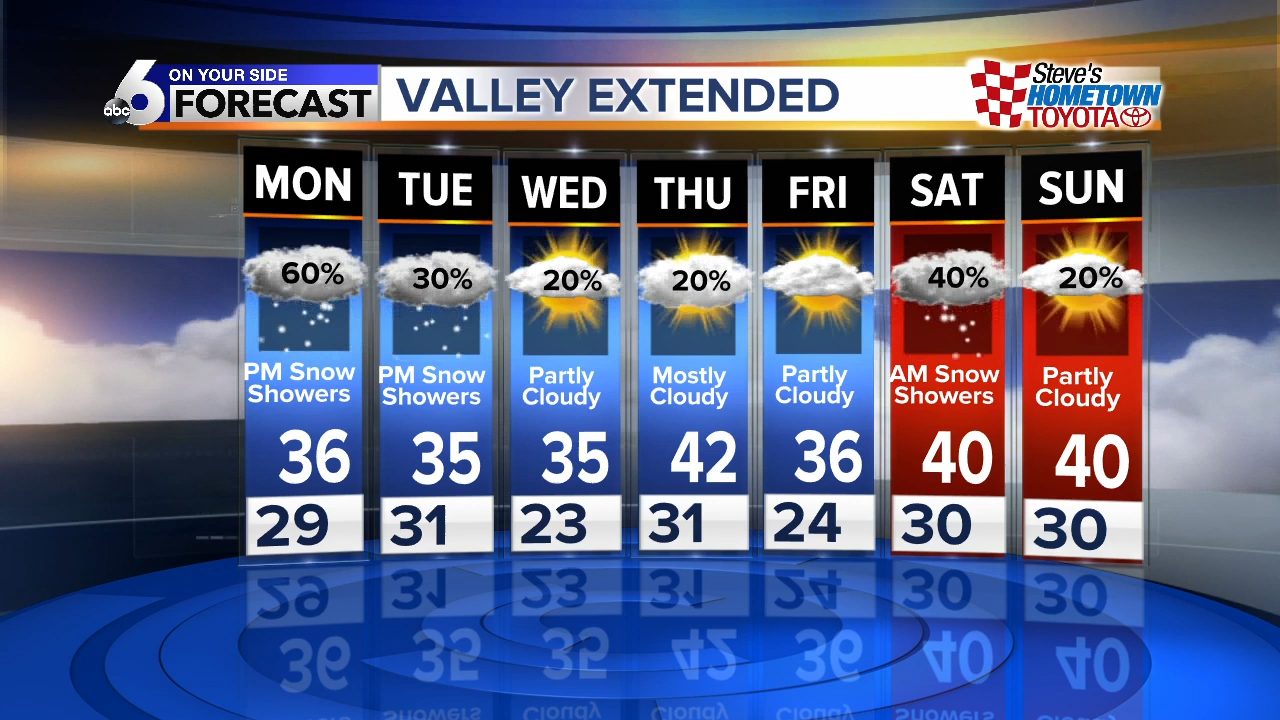 abc 6 ON YOUR SIDE
FORECAST
VALLEY EXTENDED
Steve's
HOMETOWN
TOYOTA
MON TUE WED THU FRI SAT SUN
60% 30% 20% 20% 40% 20%
PM Snow Showers
PM Snow Showers
Partly Cloudy
Mostly Cloudy
Partly Cloudy
AM Snow Showers
Partly Cloudy
36 35 35 42 36 40 40
29 31 23 31 24 30 30